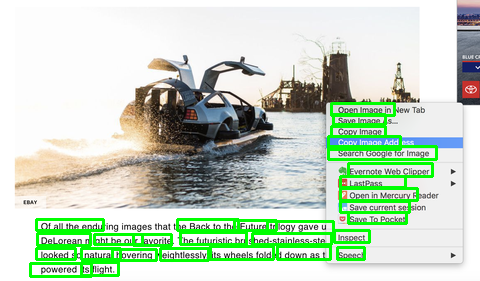 BLUE C
EBAY
Open Image in New Tab
Save Image As...
Copy Image
Copy Image Address
Search Google for Image
Evernote Web Clipper
LastPass
Open in Mercury Reader
Save current session
Save To Pocket
Inspect
Speech
Of all the enduring images that the Back to the Future trilogy gave u
DeLorean might be our favorite. The futuristic brushed-stainless-ste
looked so natural hovering weightlessly, its wheels folded down as t
powered its flight.